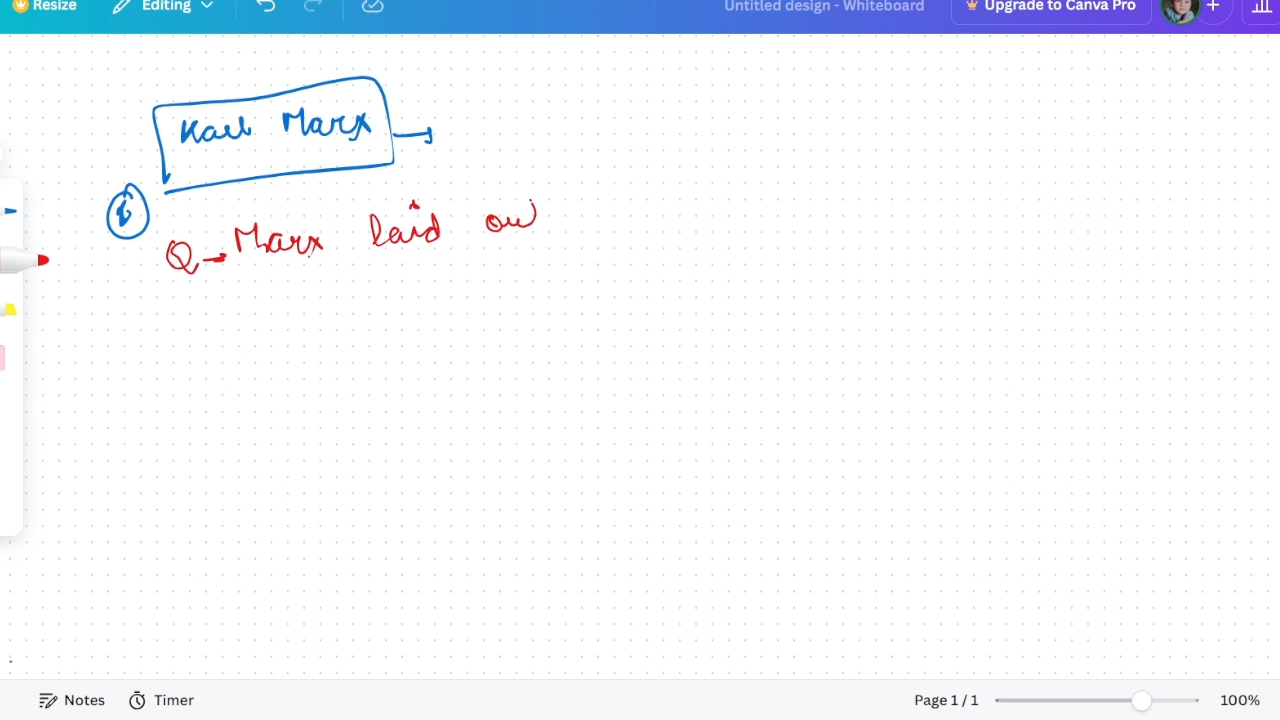 Resize
Editing
Untitled design - Whiteboard
Upgrade to Canva Pro
Karl Marx
Q → Marx laid ou
Notes
Timer
Page 1 / 1
100%